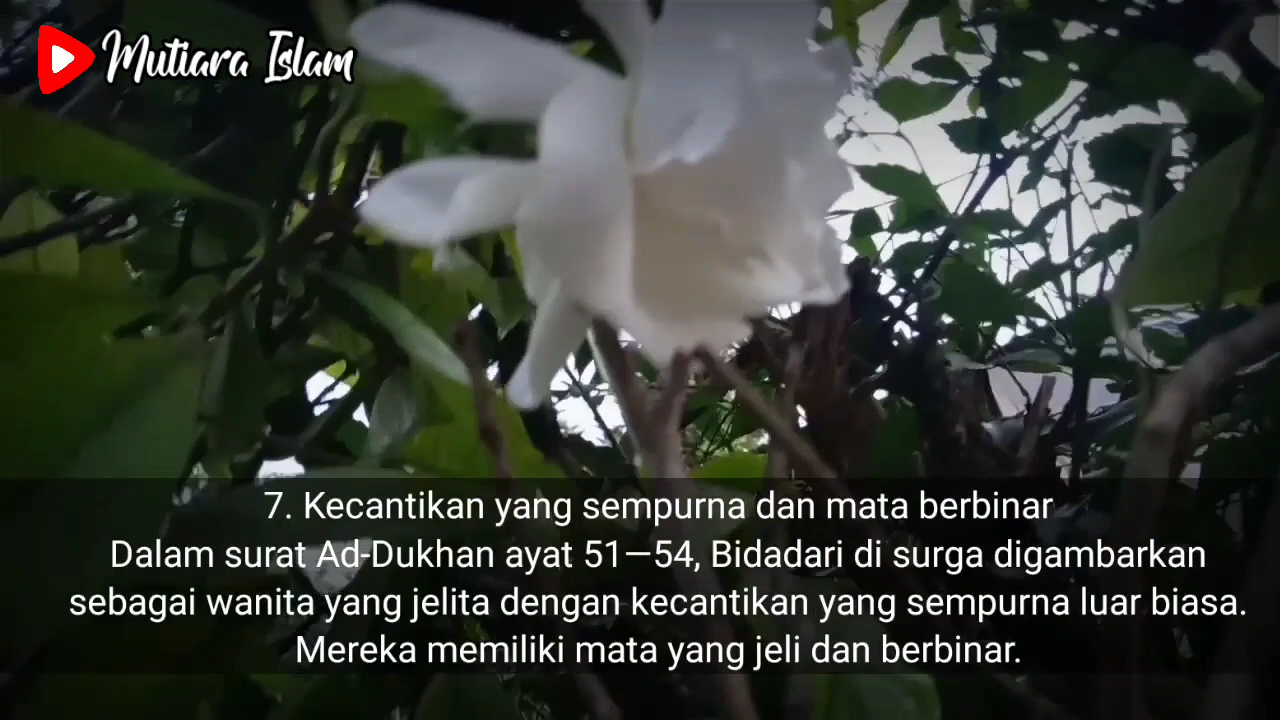 Mutiara Islam
7. Kecantikan yang sempurna dan mata berbinar
Dalam surat Ad-Dukhan ayat 51—54, Bidadari di surga digambarkan
sebagai wanita yang jelita dengan kecantikan yang sempurna luar biasa.
Mereka memiliki mata yang jeli dan berbinar.